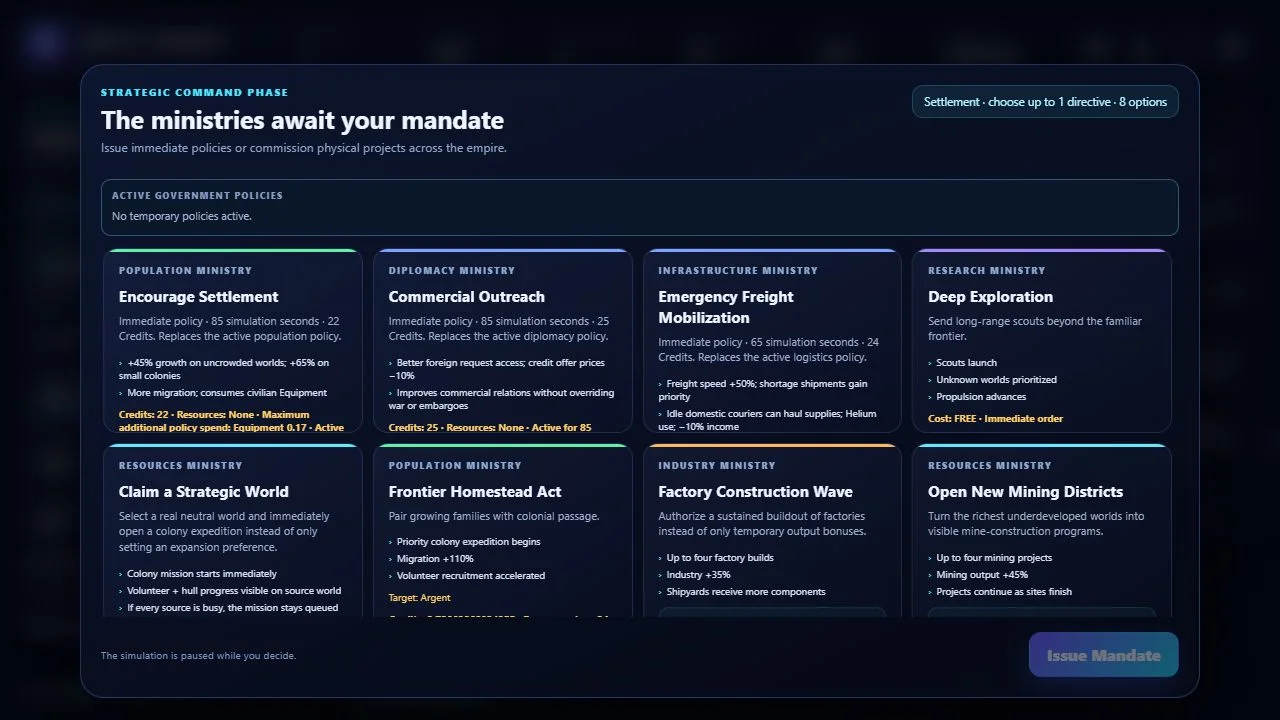 STRATEGIC COMMAND PHASE
The ministries await your mandate
Issue immediate policies or commission physical projects across the empire.
Settlement · choose up to 1 directive · 8 options
ACTIVE GOVERNMENT POLICIES
No temporary policies active.
POPULATION MINISTRY
Encourage Settlement
Immediate policy · 85 simulation seconds · 22
Credits. Replaces the active population policy.
› +45% growth on uncrowded worlds; +65% on
small colonies
› More migration; consumes civilian Equipment
Credits: 22 · Resources: None · Maximum
additional policy spend: Equipment 0.17 · Active
DIPLOMACY MINISTRY
Commercial Outreach
Immediate policy · 85 simulation seconds · 25
Credits. Replaces the active diplomacy policy.
› Better foreign request access; credit offer prices
−10%
› Improves commercial relations without overriding
war or embargoes
Credits: 25 · Resources: None · Active for 85
INFRASTRUCTURE MINISTRY
Emergency Freight
Mobilization
Immediate policy · 65 simulation seconds · 24
Credits. Replaces the active logistics policy.
› Freight speed +50%; shortage shipments gain
priority
› Idle domestic couriers can haul supplies; Helium
use; −10% income
RESEARCH MINISTRY
Deep Exploration
Send long-range scouts beyond the familiar
frontier.
› Scouts launch
› Unknown worlds prioritized
› Propulsion advances
Cost: FREE · Immediate order
RESOURCES MINISTRY
Claim a Strategic World
Select a real neutral world and immediately
open a colony expedition instead of only
setting an expansion preference.
› Colony mission starts immediately
› Volunteer + hull progress visible on source world
› If every source is busy, the mission stays queued
POPULATION MINISTRY
Frontier Homestead Act
Pair growing families with colonial passage.
› Priority colony expedition begins
› Migration +110%
› Volunteer recruitment accelerated
Target: Argent
INDUSTRY MINISTRY
Factory Construction Wave
Authorize a sustained buildout of factories
instead of only temporary output bonuses.
› Up to four factory builds
› Industry +35%
› Shipyards receive more components
RESOURCES MINISTRY
Open New Mining Districts
Turn the richest underdeveloped worlds into
visible mine-construction programs.
› Up to four mining projects
› Mining output +45%
› Projects continue as sites finish
The simulation is paused while you decide.
Issue Mandate